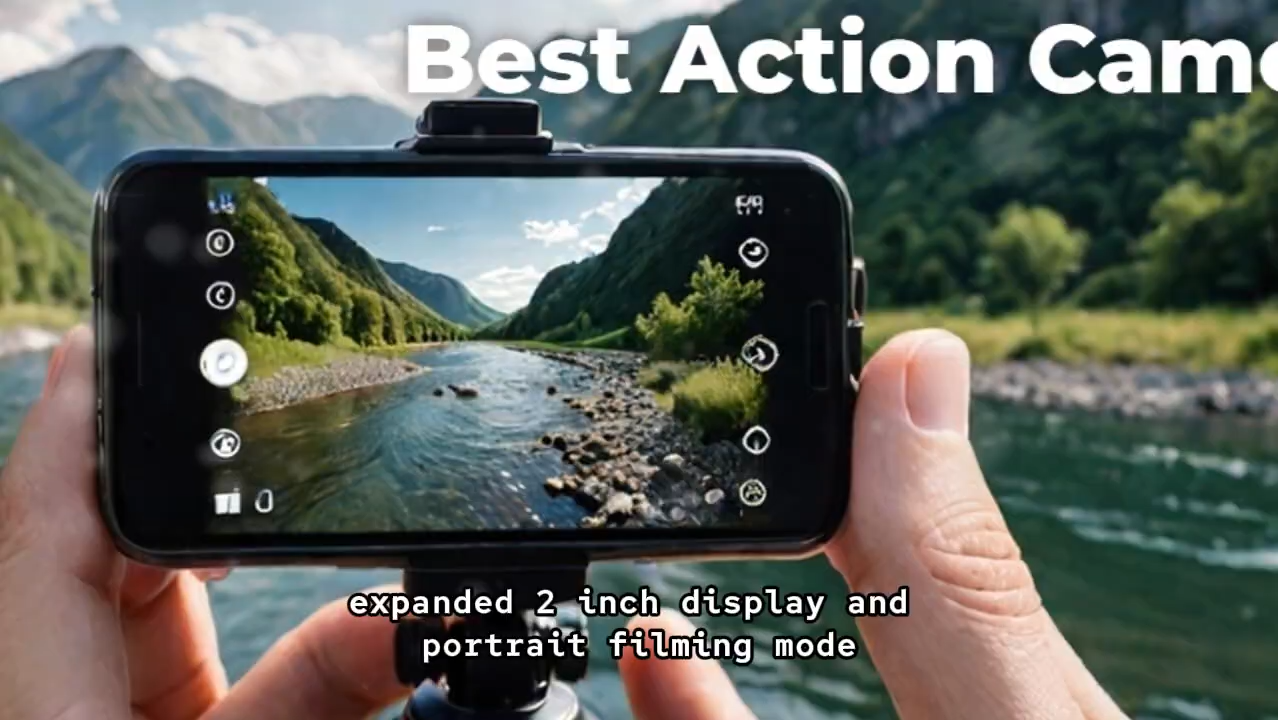 Best Action Came
expanded 2 inch display and
portrait filming mode